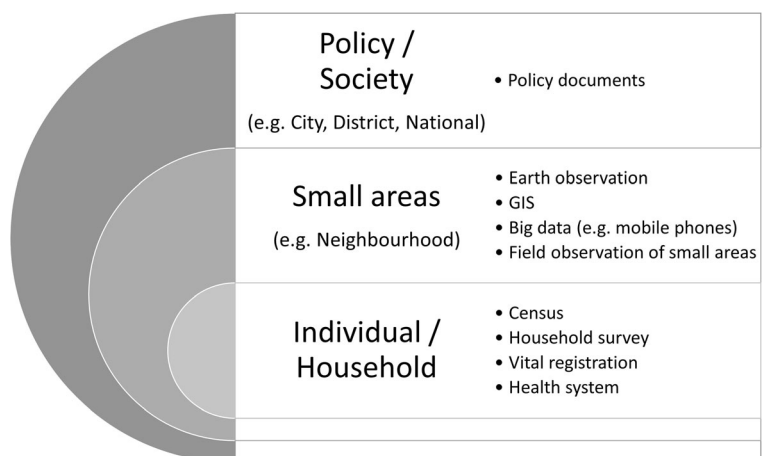 Policy /
Society
(e.g. City, District, National)
• Policy documents
Small areas
(e.g. Neighbourhood)
• Earth observation
• GIS
• Big data (e.g. mobile phones)
• Field observation of small areas
Individual /
Household
• Census
• Household survey
• Vital registration
• Health system